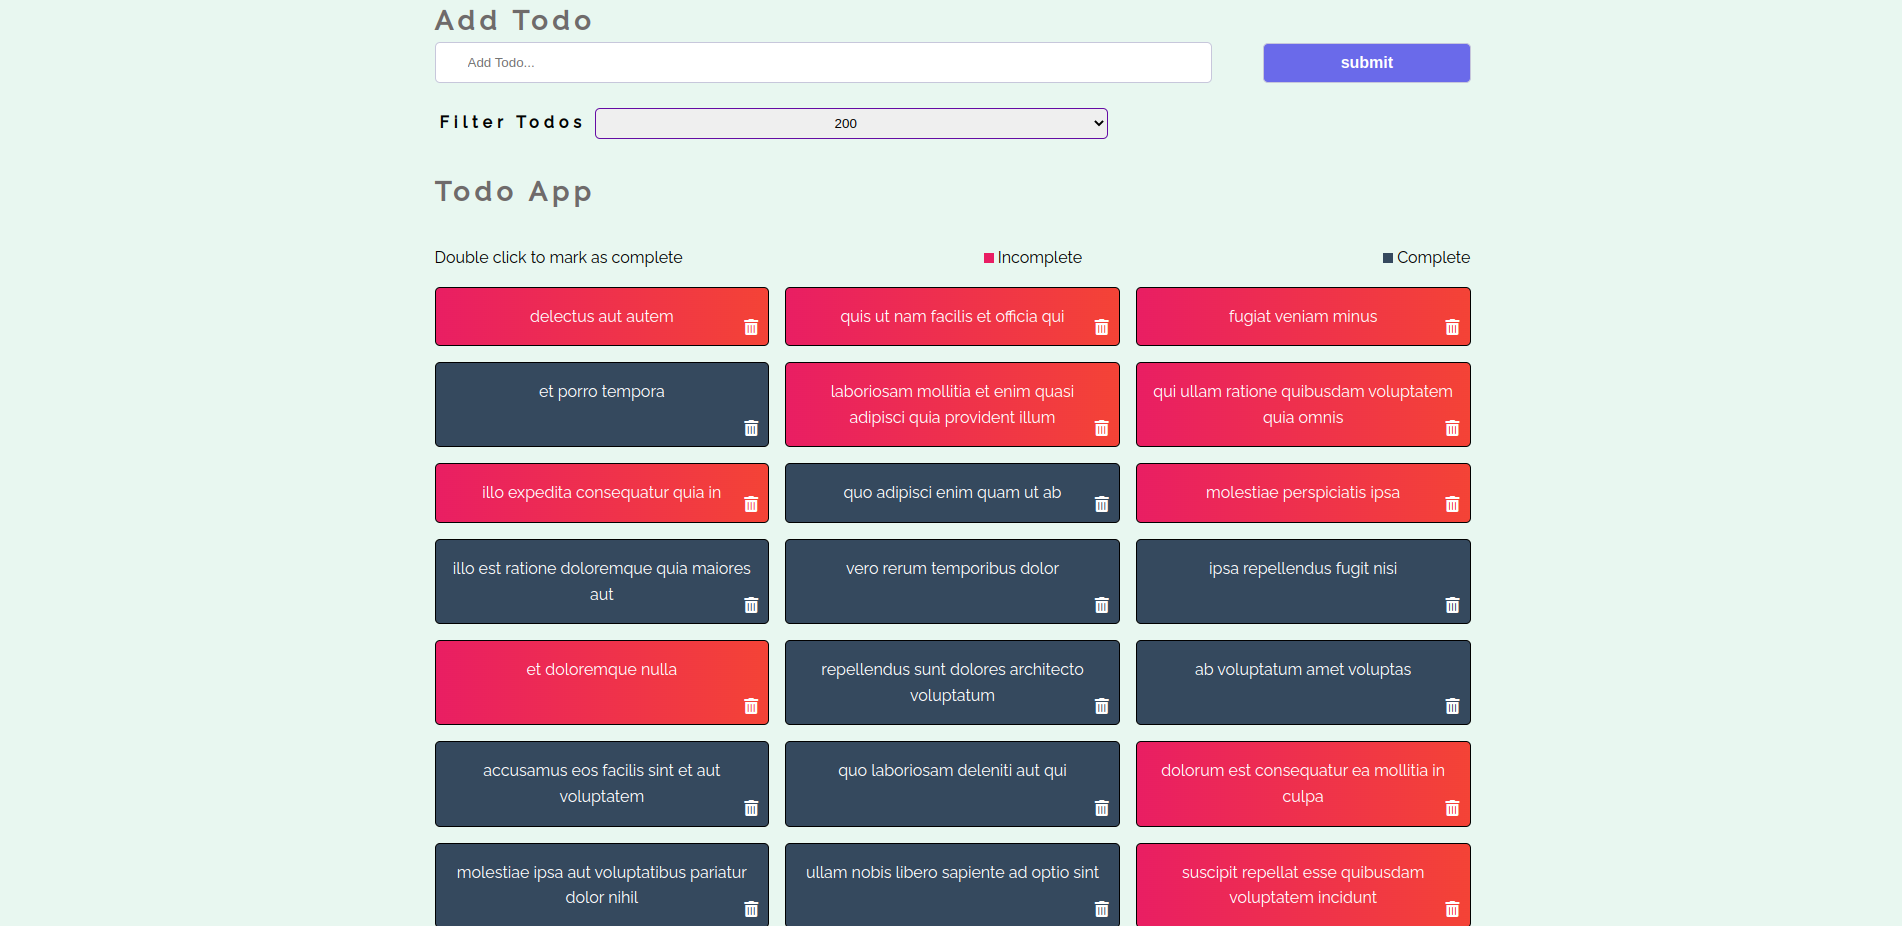 Add Todo
Add Todo...
submit
Filter Todos
200
Todo App
Double click to mark as complete
Incomplete
Complete
delectus aut autem
quis ut nam facilis et officia qui
fugiat veniam minus
et porro tempora
laboriosam mollitia et enim quasi
adipisci quia provident illum
qui ullam ratione quibusdam voluptatem
quia omnis
illo expedita consequatur quia in
quo adipisci enim quam ut ab
molestiae perspiciatis ipsa
illo est ratione doloremque quia maiores
aut
vero rerum temporibus dolor
ipsa repellendus fugit nisi
et doloremque nulla
repellendus sunt dolores architecto
voluptatum
ab voluptatum amet voluptas
accusamus eos facilis sint et aut
voluptatem
quo laboriosam deleniti aut qui
dolorum est consequatur ea mollitia in
culpa
molestiae ipsa aut voluptatibus pariatur
dolor nihil
ullam nobis libero sapiente ad optio sint
suscipit repellat esse quibusdam
voluptatem incidunt